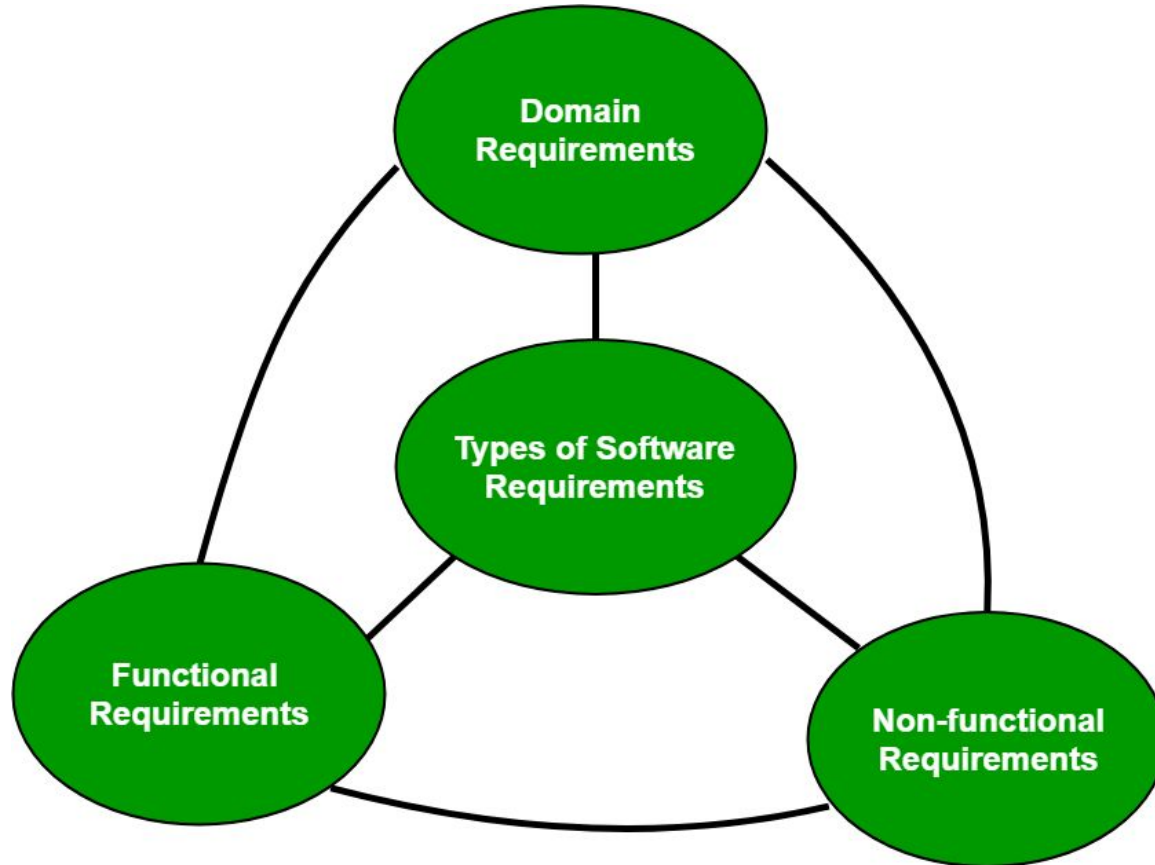 Domain
Requirements
Types of Software
Requirements
Functional
Requirements
Non-functional
Requirements